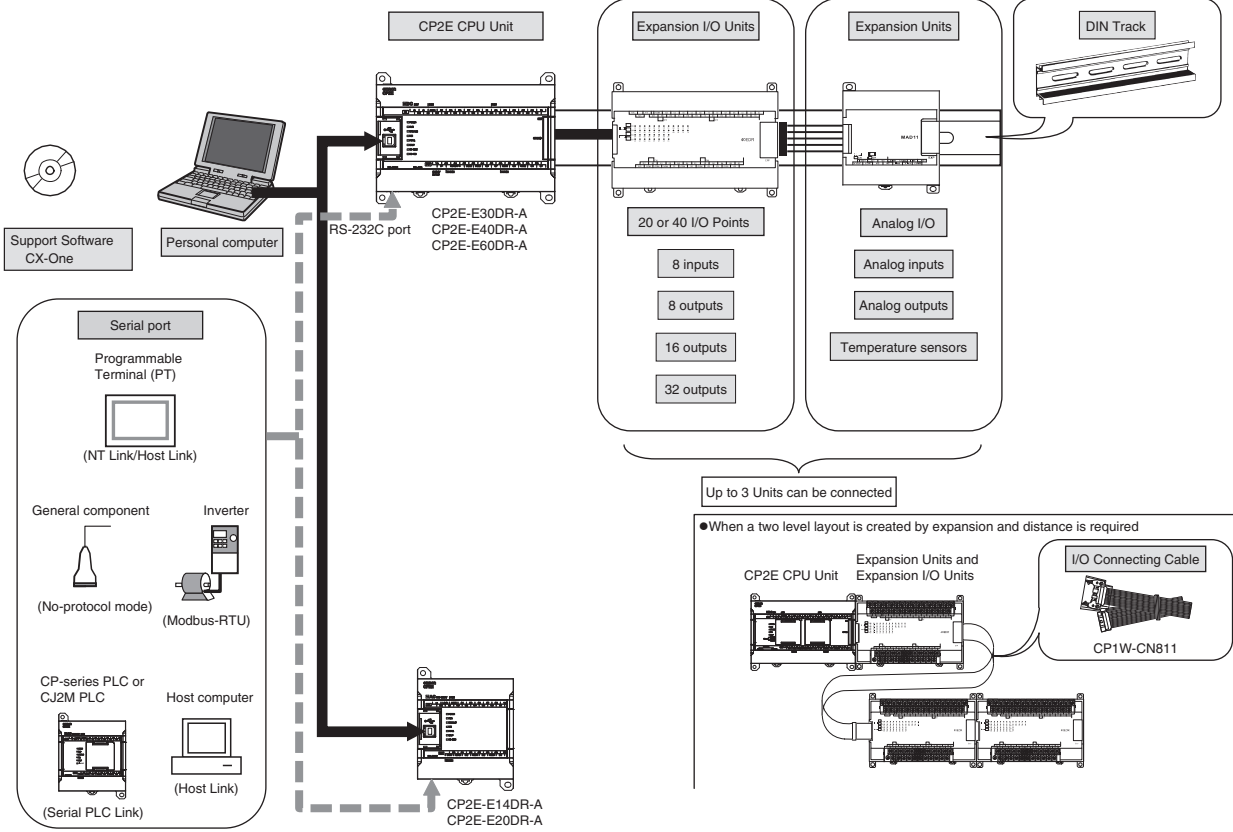 CP2E CPU Unit
Expansion I/O Units
Expansion Units
DIN Track
MAD11
RS-232C port
CP2E-E30DR-A
CP2E-E40DR-A
CP2E-E60DR-A
Support Software
CX-One
Personal computer
20 or 40 I/O Points
8 inputs
8 outputs
16 outputs
32 outputs
Analog I/O
Analog inputs
Analog outputs
Temperature sensors
Up to 3 Units can be connected
Serial port
Programmable
Terminal (PT)
(NT Link/Host Link)
General component
(No-protocol mode)
Inverter
(Modbus-RTU)
CP-series PLC or
CJ2M PLC
(Serial PLC Link)
Host computer
(Host Link)
CP2E-E14DR-A
CP2E-E20DR-A
●When a two level layout is created by expansion and distance is required
CP2E CPU Unit
Expansion Units and
Expansion I/O Units
I/O Connecting Cable
CP1W-CN811